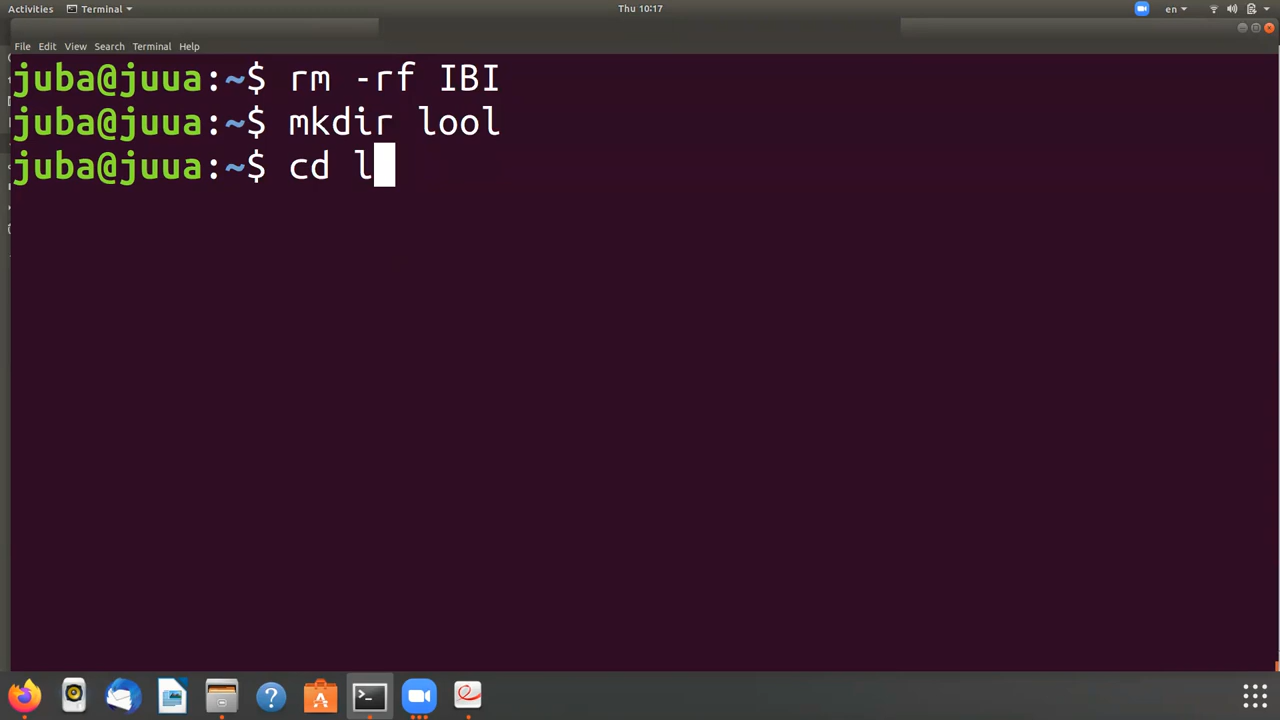 Activities Terminal Thu 10:17 en
File Edit View Search Terminal Help
juba@juua:~$ rm -rf IBI
juba@juua:~$ mkdir lool
juba@juua:~$ cd l